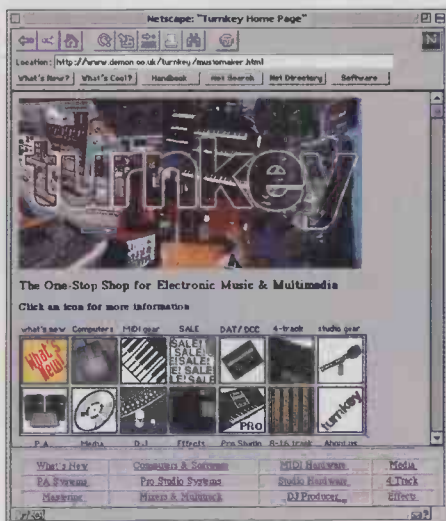 Netscape: "Turnkey Home Page"
N
Location: http://www.demon.co.uk/turnkey/musicmaker.html
What's New? What's Cool? Handbook Net Search Net Directory Software
turnkey
The One-Stop Shop for Electronic Music & Multimedia
Click an icon for more information
what's new Computers MIDI gear SALE DAT/DCC 4-track studio gear
What's New! SALE! SALE! SALE! SALE! SALE!
PRO turnkey
P.A. Media D.J. Effects Pro Studio 8-16 track About us
What's New Computers & Software MIDI Hardware Media
PA Systems Pro Studio Systems Studio Hardware 4 Track
Mastering Mixers & Multitrack DJ Producer Effects